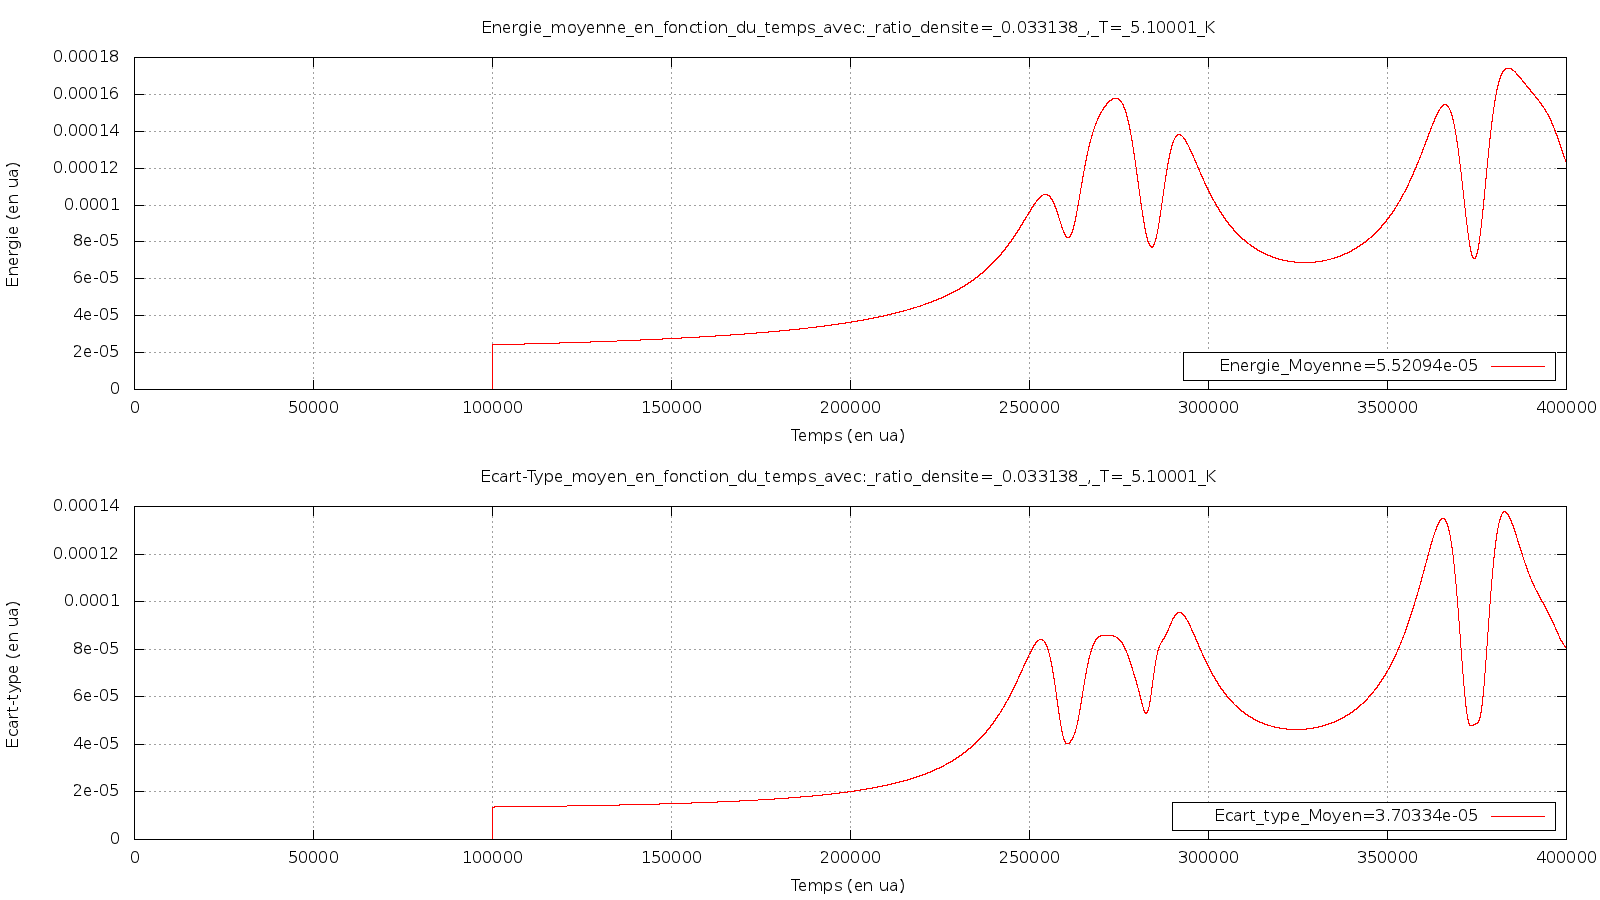 Energie_moyenne_en_fonction_du_temps_avec:_ratio_densite=_0.033138_,_T=_5.10001_K
0.00018
0.00016
0.00014
0.00012
0.0001
8e-05
6e-05
4e-05
2e-05
0
Energie (en ua)
Energie_Moyenne=5.52094e-05
0 50000 100000 150000 200000 250000 300000 350000 400000
Temps (en ua)
Ecart-Type_moyen_en_fonction_du_temps_avec:_ratio_densite=_0.033138_,_T=_5.10001_K
0.00014
0.00012
0.0001
8e-05
6e-05
4e-05
2e-05
0
Ecart-type (en ua)
Ecart_type_Moyen=3.70334e-05
0 50000 100000 150000 200000 250000 300000 350000 400000
Temps (en ua)